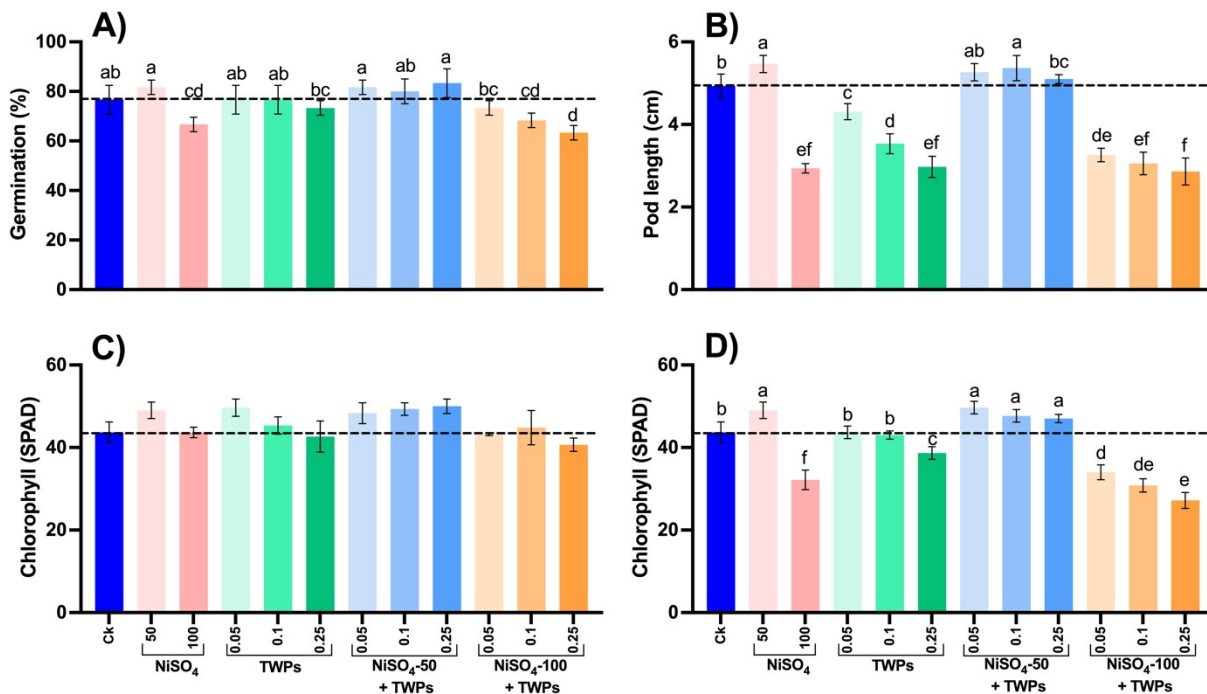 A)
Germination (%)
100
80
60
40
20
0
ab
a
cd
ab
ab
bc
a
a
a
bc
cd
d
B)
Pod length (cm)
6
4
2
0
b
a
ef
c
d
ef
ab
a
bc
de
ef
f
C)
Chlorophyll (SPAD)
60
40
20
0
Ck
50
100
0.05
0.1
0.25
0.05
0.1
0.25
0.05
0.1
0.25
NiSO4
TWPs
NiSO4-50
+ TWPs
NiSO4-100
+ TWPs
D)
Chlorophyll (SPAD)
60
40
20
0
b
a
f
b
b
c
a
a
a
d
de
e
Ck
50
100
0.05
0.1
0.25
0.05
0.1
0.25
0.05
0.1
0.25
NiSO4
TWPs
NiSO4-50
+ TWPs
NiSO4-100
+ TWPs